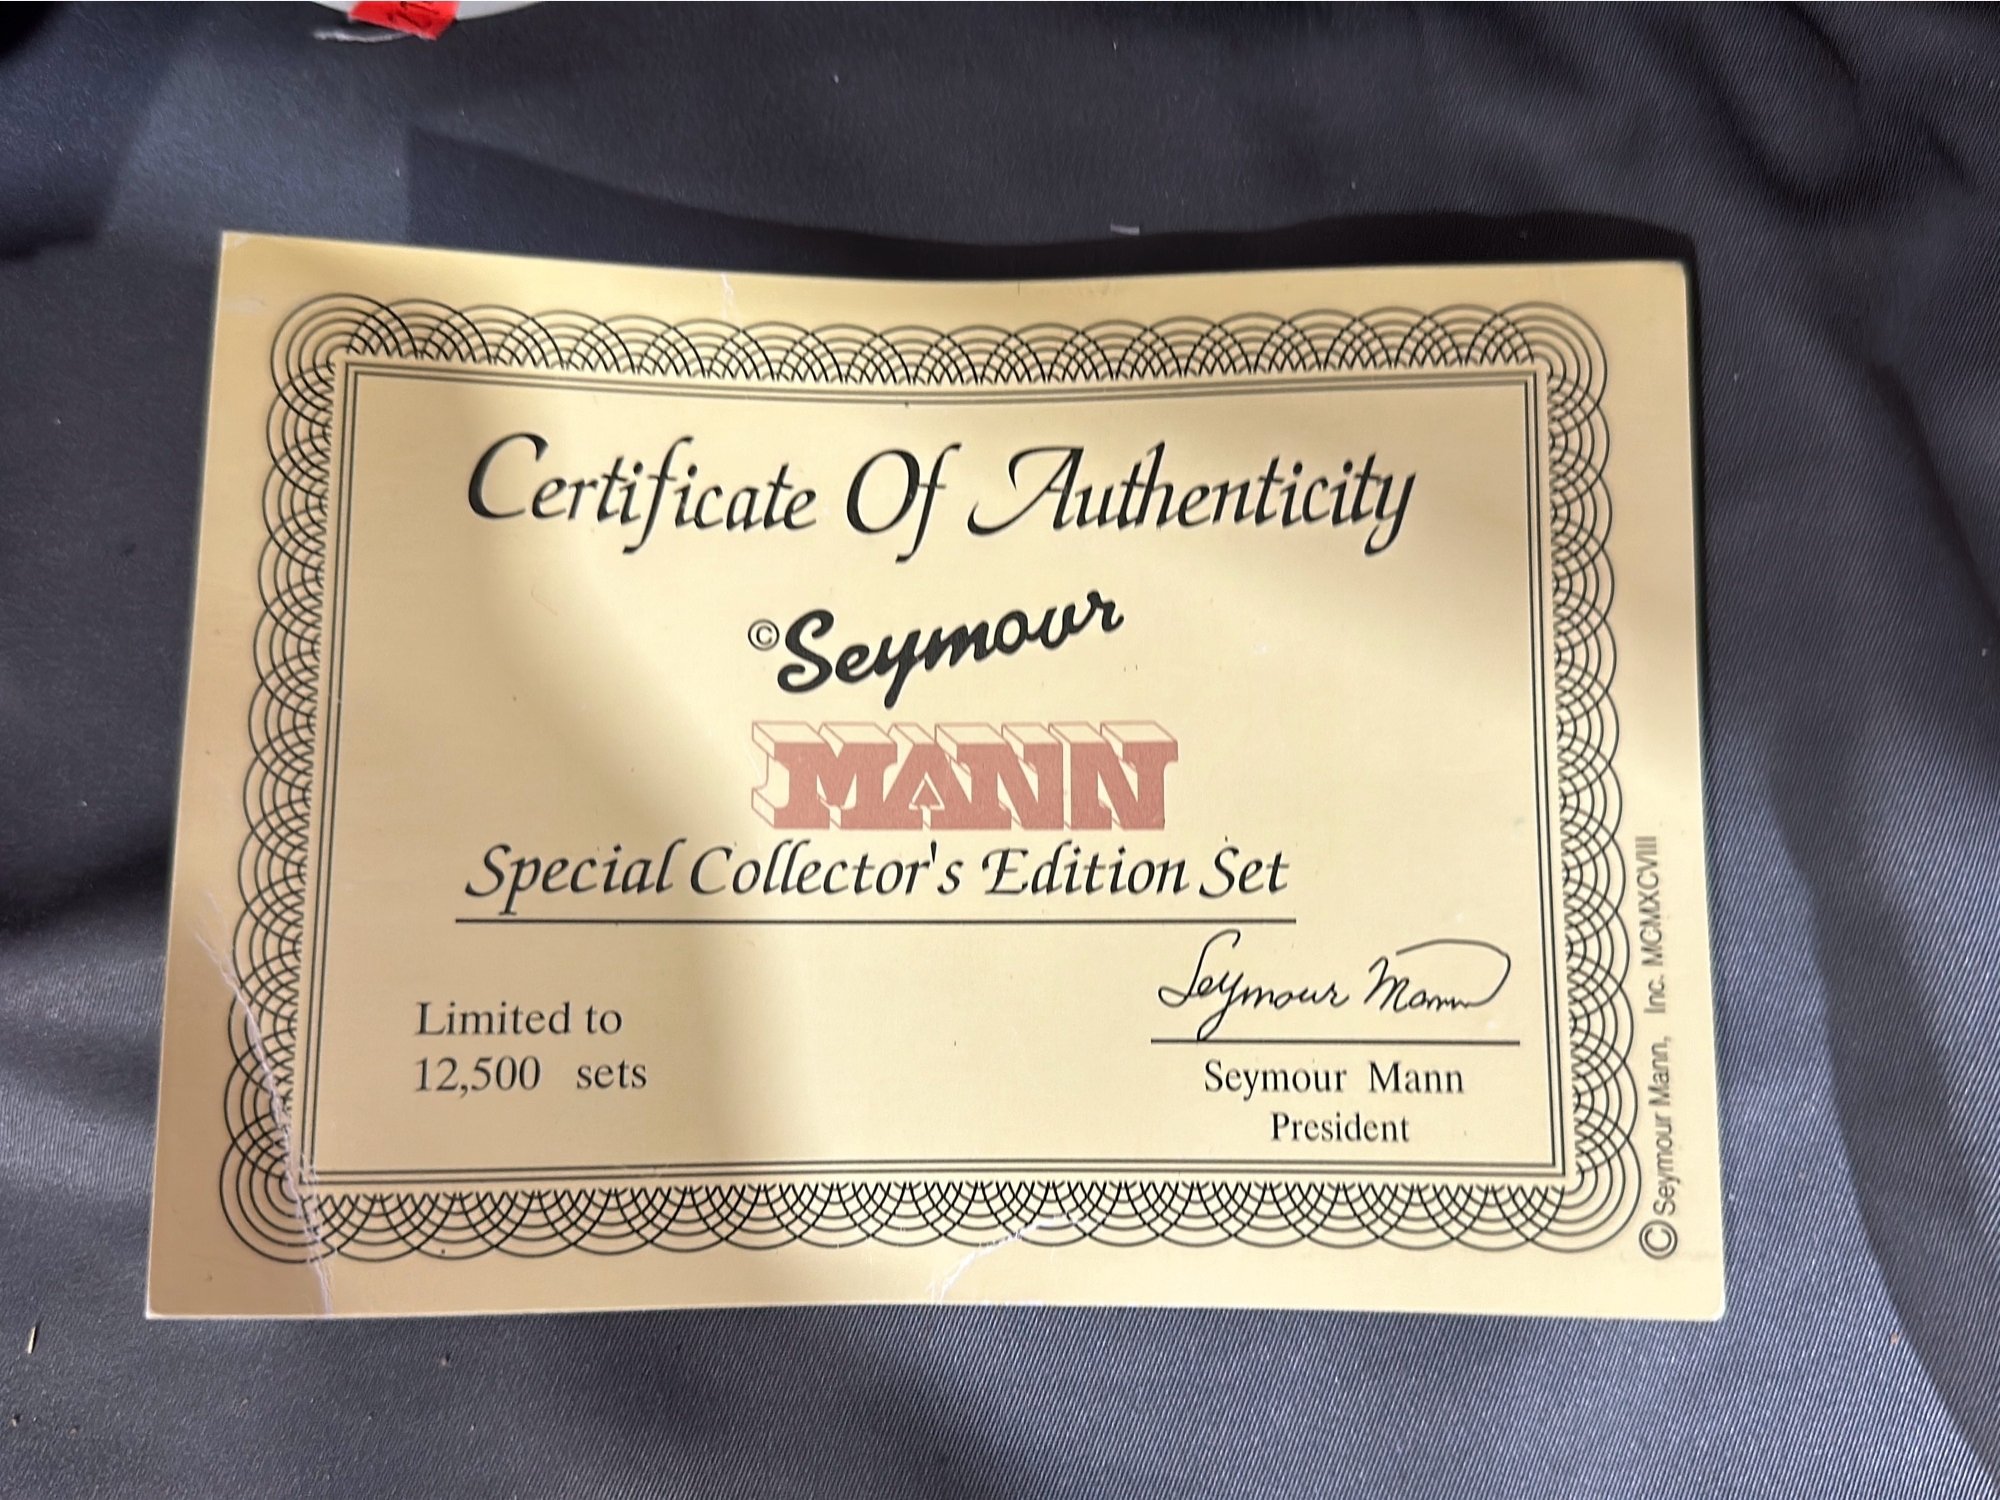 Certificate Of Authenticity
©Seymour
MANN
Special Collector's Edition Set
Seymour Mann
Limited to
12,500 sets
Seymour Mann
President
© Seymour Mann, Inc. MCMXCVIII